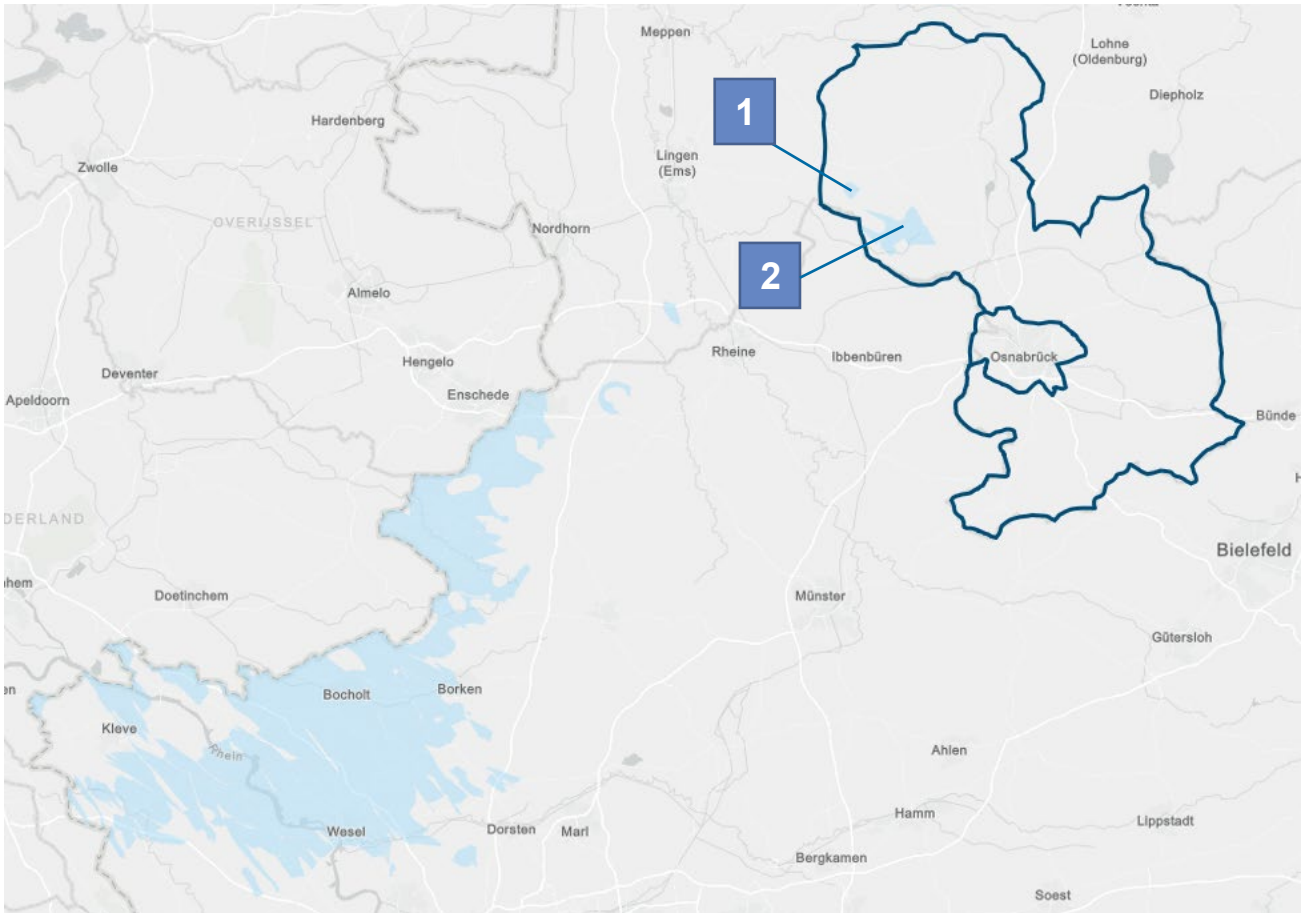 Meppen
Lohne
(Oldenburg)
Diepholz
1
Hardenberg
Lingen
(Ems)
Zwolle
OVERIJSSEL
Nordhorn
2
Almelo
Rheine
Ibbenbüren
Osnabrück
Hengelo
Deventer
Enschede
Apeldoorn
Bünde
H
DERLAND
Bielefeld
hem
Doetinchem
Münster
Gütersloh
en
Bocholt
Borken
Kleve
Rhein
Ahlen
Wesel
Dorsten
Marl
Hamm
Lippstadt
Bergkamen
Soest